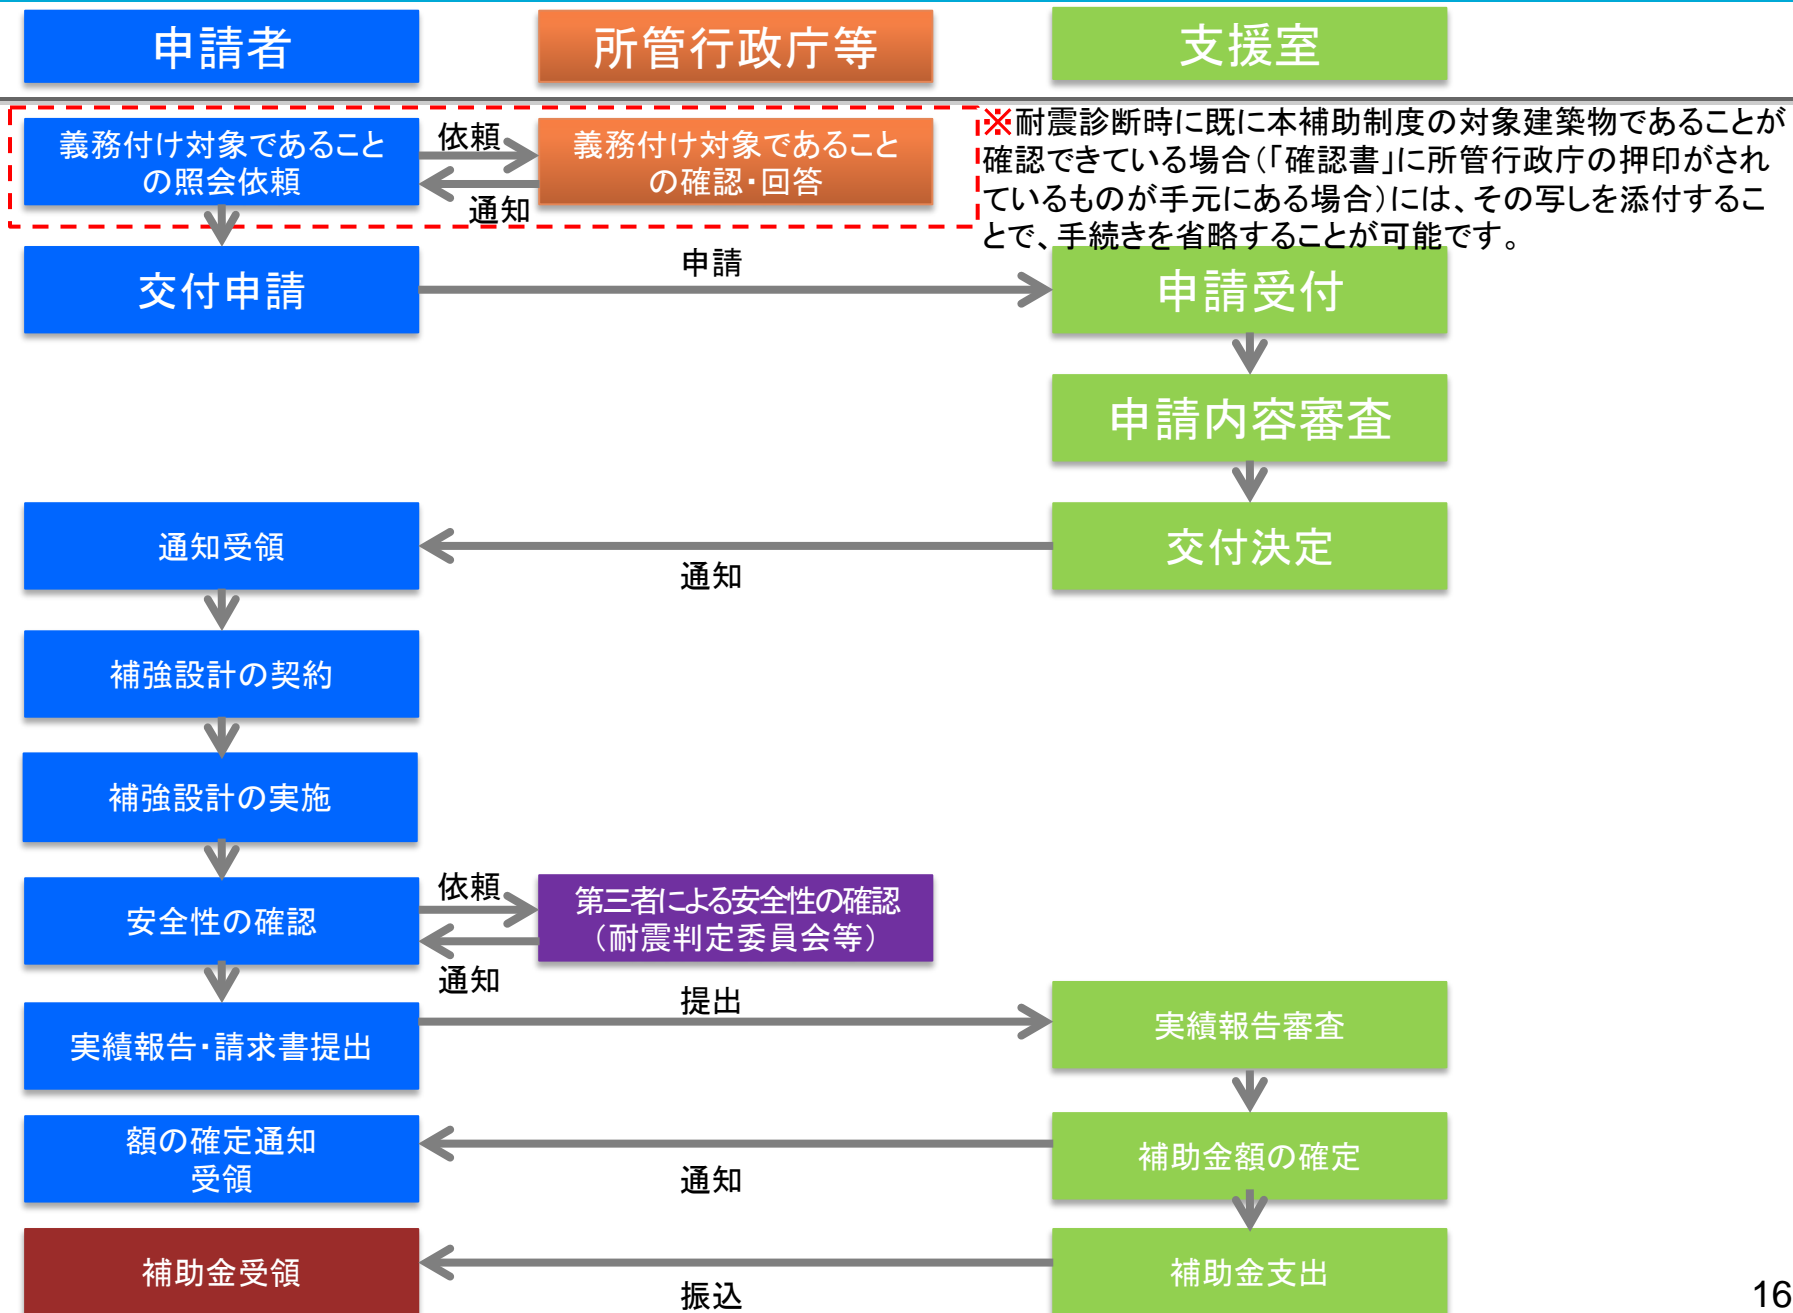 申請者
所管行政庁等
支援室
義務付け対象であること
の照会依頼
依頼
通知
義務付け対象であること
の確認・回答
※耐震診断時に既に本補助制度の対象建築物であることが
確認できている場合（「確認書」に所管行政庁の押印がされ
ているものが手元にある場合）には、その写しを添付するこ
とで、手続きを省略することが可能です。
交付申請
申請
申請受付
申請内容審査
通知受領
通知
交付決定
補強設計の契約
補強設計の実施
安全性の確認
依頼
通知
第三者による安全性の確認
（耐震判定委員会等）
実績報告・請求書提出
提出
実績報告審査
額の確定通知
受領
通知
補助金額の確定
補助金受領
振込
補助金支出
16